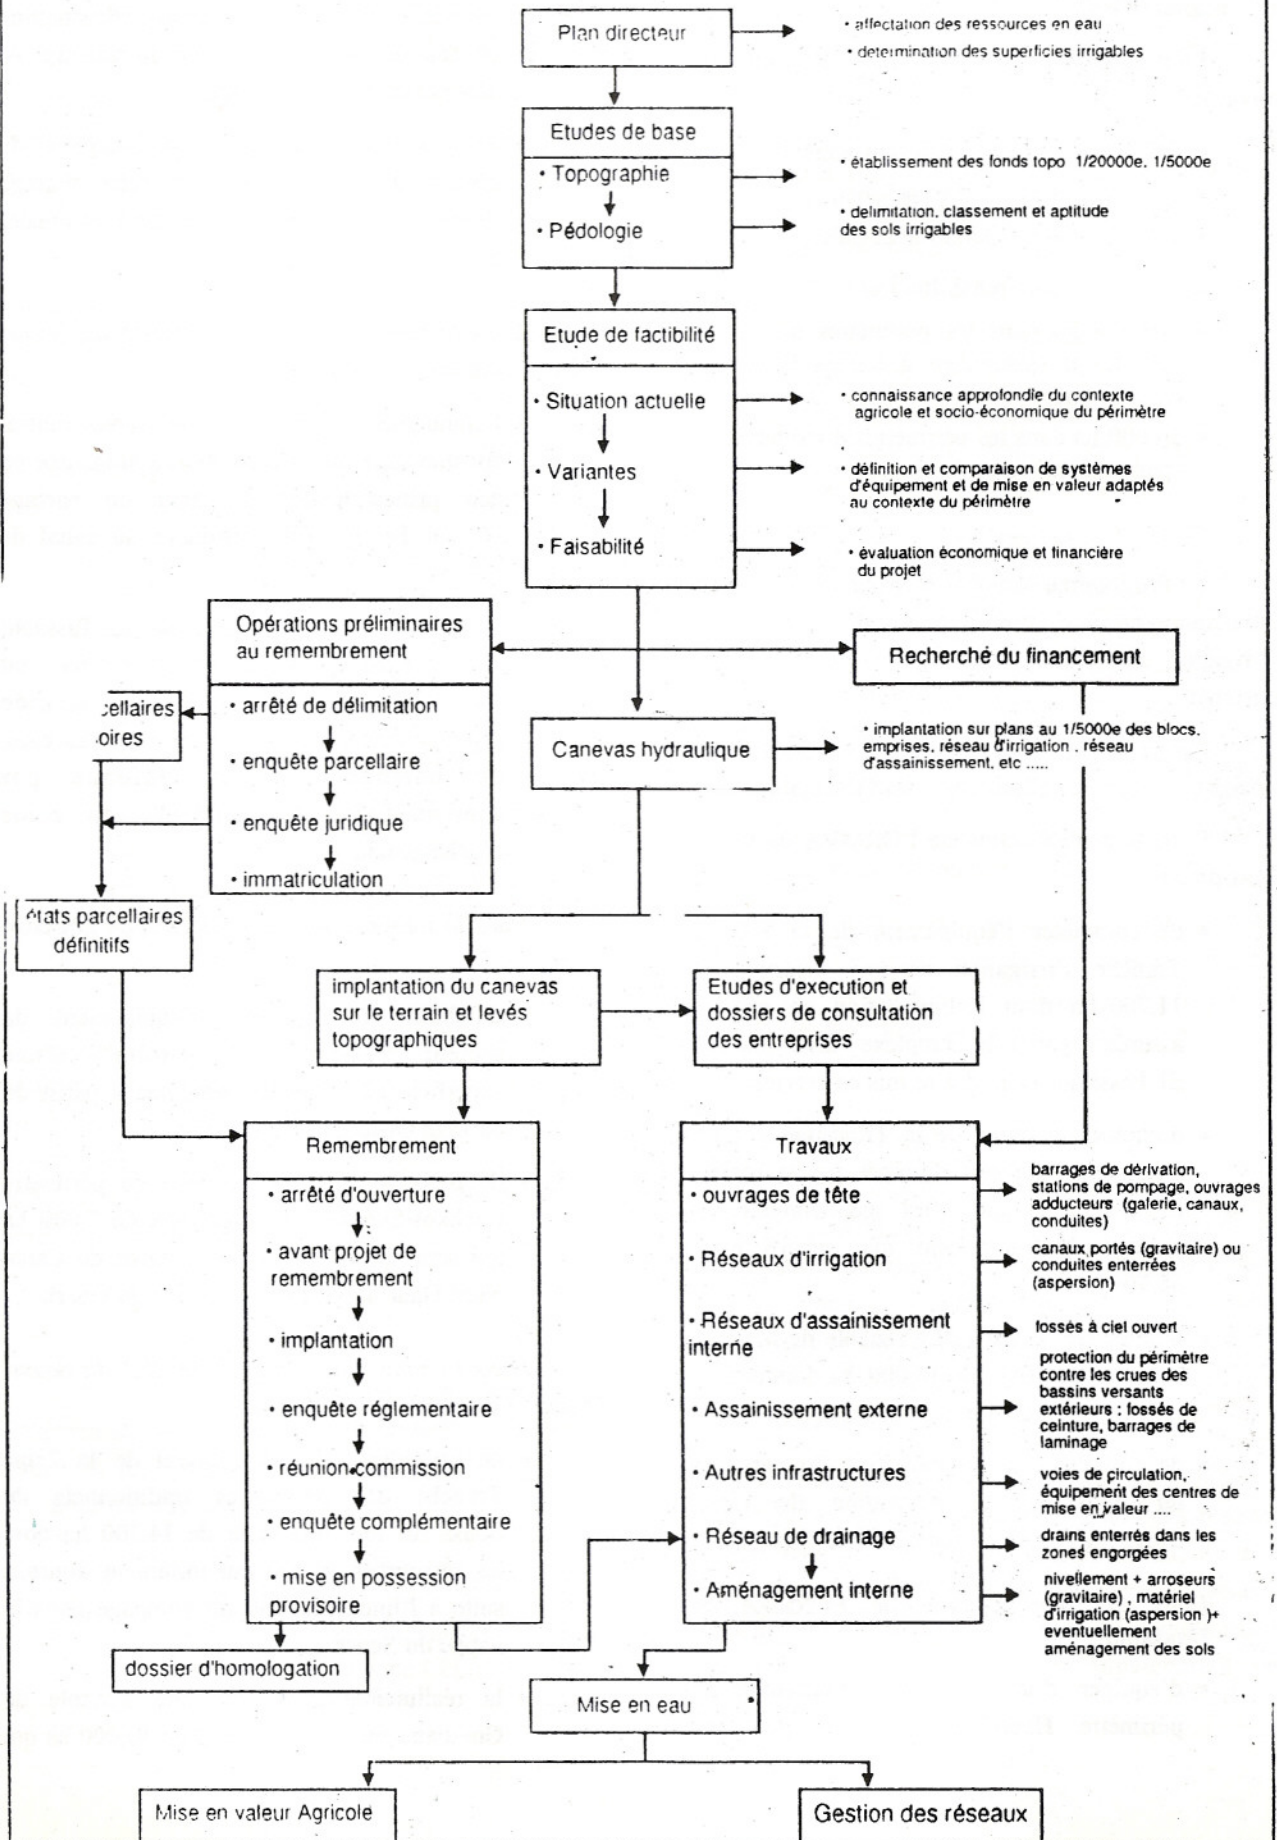 Plan directeur
• affectation des ressources en eau
• determination des superficies irrigables
Etudes de base
• Topographie
• établissement des fonds topo 1/20000e, 1/5000e
• Pédologie
• delimitation, classement et aptitude
des sols irrigables
Etude de factibilité
• Situation actuelle
• connaissance approfondie du contexte
agricole et socio-économique du périmètre
• Variantes
• définition et comparaison de systèmes
d'équipement et de mise en valeur adaptés
au contexte du périmètre
• Faisabilité
• évaluation économique et financière
du projet
Opérations préliminaires
au remembrement
Recherché du financement
• arrêté de délimitation
cellaires
oires
• enquête parcellaire
• enquête juridique
• immatriculation
Canevas hydraulique
• implantation sur plans au 1/5000e des blocs,
emprises, réseau d'irrigation , réseau
d'assainissement, etc .....
états parcellaires
définitifs
implantation du canevas
sur le terrain et levés
topographiques
Etudes d'execution et
dossiers de consultation
des entreprises
Remembrement
• arrêté d'ouverture
• avant projet de
remembrement
• implantation
• enquête réglementaire
• réunion commission
• enquête complémentaire
• mise en possession
provisoire
Travaux
• ouvrages de tête
barrages de dérivation,
stations de pompage, ouvrages
adducteurs (galerie, canaux,
conduites)
• Réseaux d'irrigation
canaux portés (gravitaire) ou
conduites enterrées
(aspersion)
• Réseaux d'assainissement
interne
fossés à ciel ouvert
• Assainissement externe
protection du périmètre
contre les crues des
bassins versants
extérieurs : fossés de
ceinture, barrages de
laminage
• Autres infrastructures
voies de circulation,
équipement des centres de
mise en valeur ....
• Réseau de drainage
drains enterrés dans les
zones engorgées
• Aménagement interne
nivellement + arroseurs
(gravitaire) , matériel
d'irrigation (aspersion )+
eventuellement
aménagement des sols
dossier d'homologation
Mise en eau
Mise en valeur Agricole
Gestion des réseaux